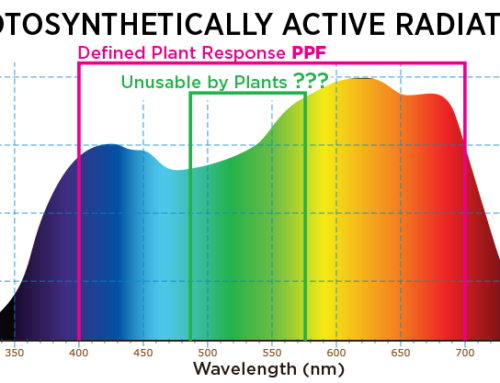 OTOSYNTHETICALLY ACTIVE RADIAT
Defined Plant Response PPF
Unusable by Plants ???
350 400 450 500 550 600 650 700
Wavelength (nm)